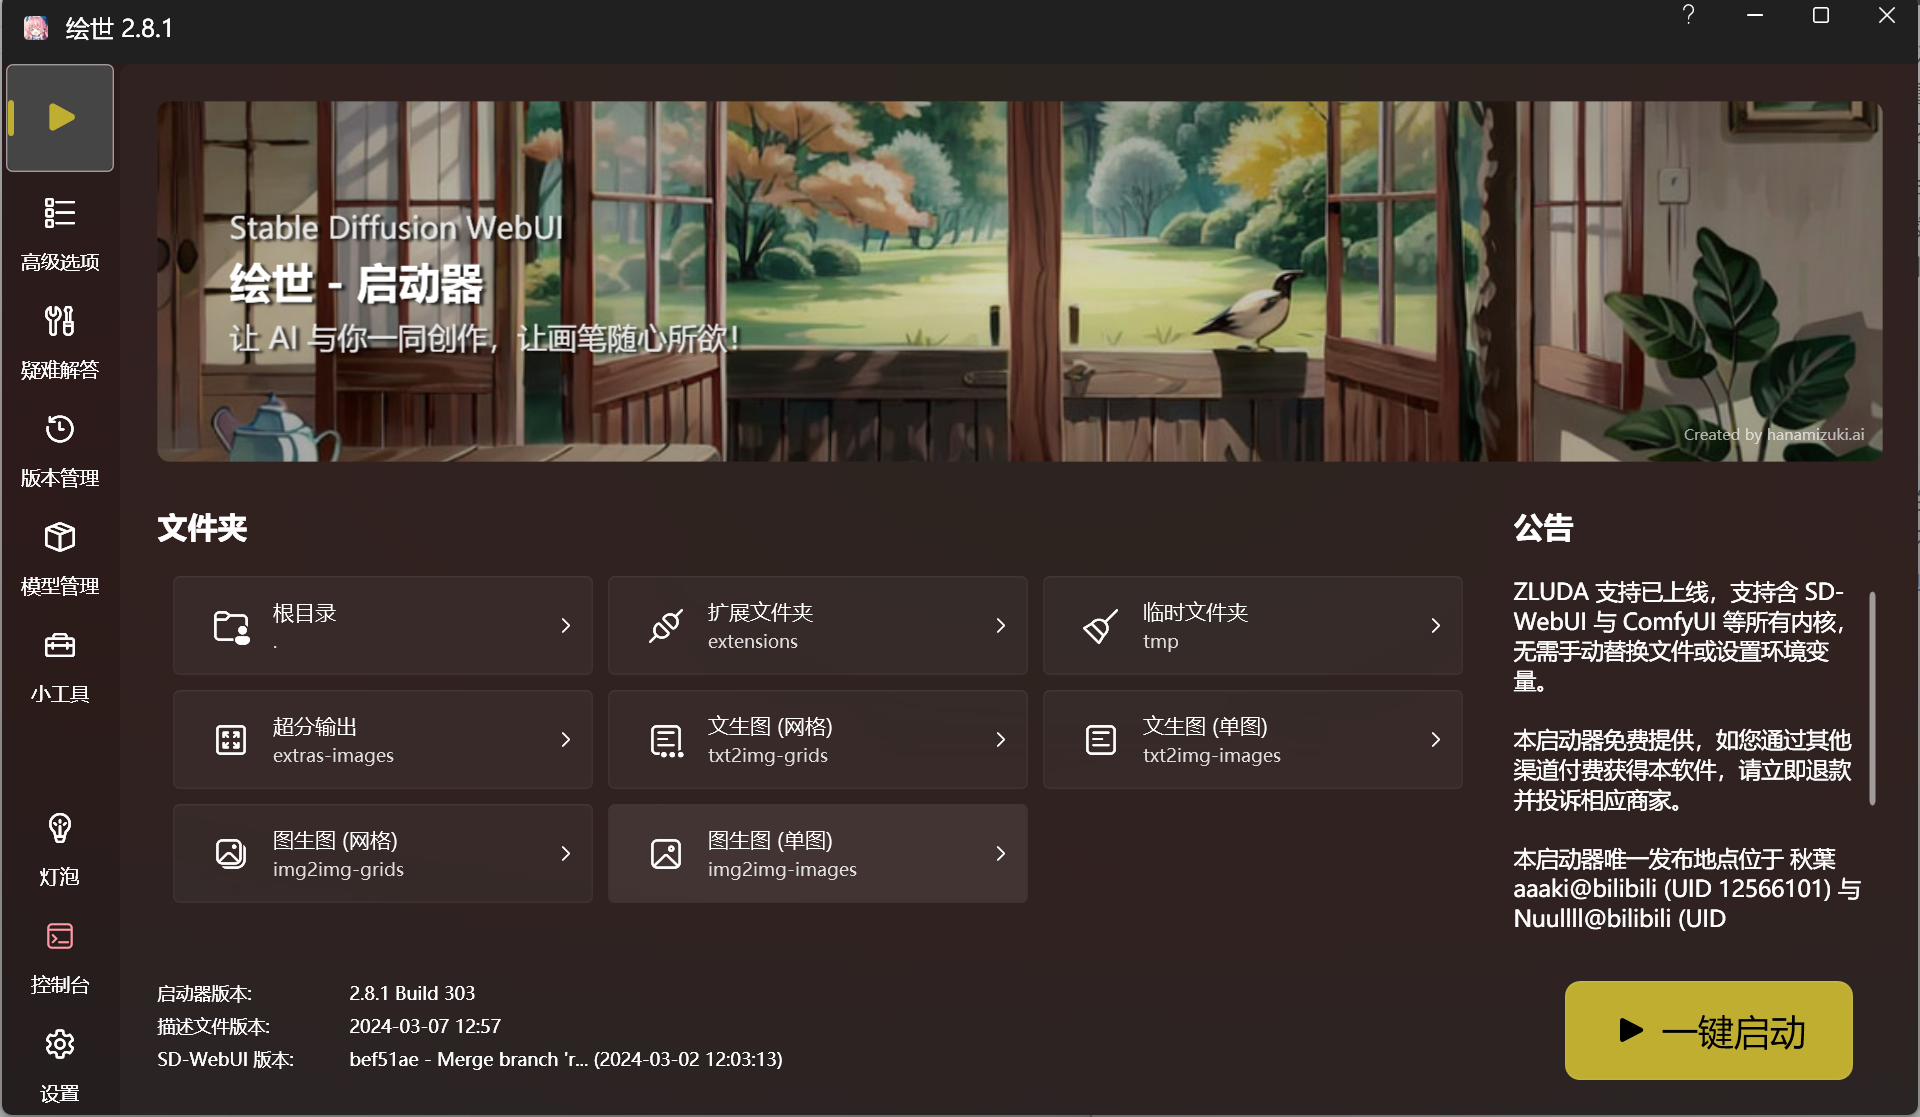 绘世 2.8.1
高级选项
疑难解答
版本管理
模型管理
小工具
灯泡
控制台
设置
Stable Diffusion WebUI
绘世 - 启动器
让 AI 与你一同创作，让画笔随心所欲！
Created by hanamizuki.ai
文件夹
根目录
.
扩展文件夹
extensions
临时文件夹
tmp
超分输出
extras-images
文生图 (网格)
txt2img-grids
文生图 (单图)
txt2img-images
图生图 (网格)
img2img-grids
图生图 (单图)
img2img-images
公告
ZLUDA 支持已上线，支持含 SD-
WebUI 与 ComfyUI 等所有内核，
无需手动替换文件或设置环境变
量。
本启动器免费提供，如您通过其他
渠道付费获得本软件，请立即退款
并投诉相应商家。
本启动器唯一发布地点位于 秋葉
aaaki@bilibili (UID 12566101) 与
Nuullll@bilibili (UID
启动器版本: 2.8.1 Build 303
描述文件版本: 2024-03-07 12:57
SD-WebUI 版本: bef51ae - Merge branch 'r... (2024-03-02 12:03:13)
一键启动